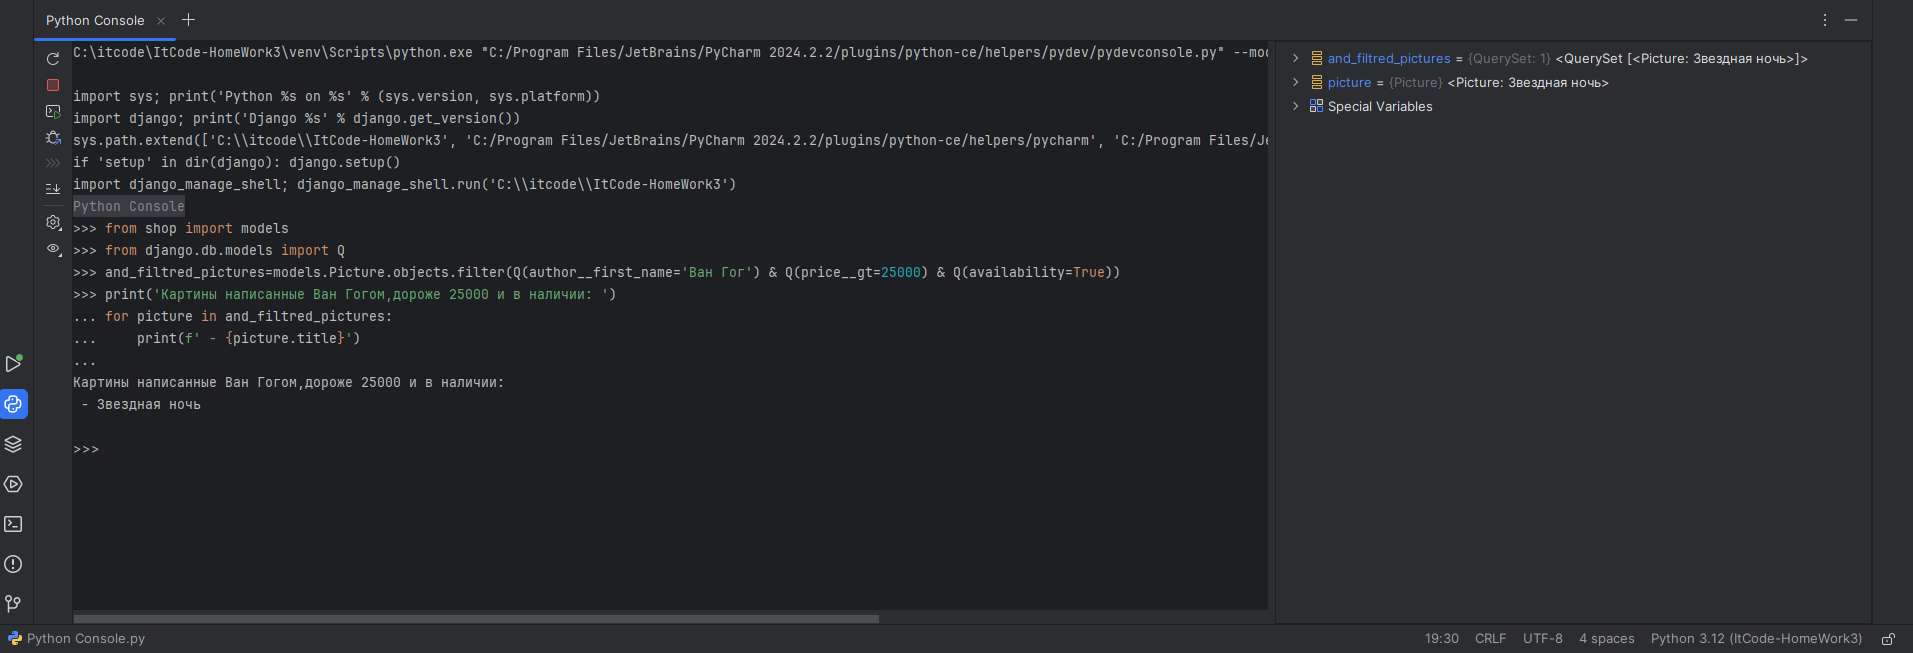 Python Console
C:\itcode\ItCode-HomeWork3\venv\Scripts\python.exe "C:/Program Files/JetBrains/PyCharm 2024.2.2/plugins/python-ce/helpers/pydev/pydevconsole.py" --mod
import sys; print('Python %s on %s' % (sys.version, sys.platform))
import django; print('Django %s' % django.get_version())
sys.path.extend(['C:\\itcode\\ItCode-HomeWork3', 'C:/Program Files/JetBrains/PyCharm 2024.2.2/plugins/python-ce/helpers/pycharm', 'C:/Program Files/Je
if 'setup' in dir(django): django.setup()
import django_manage_shell; django_manage_shell.run('C:\\itcode\\ItCode-HomeWork3')
Python Console
>>> from shop import models
>>> from django.db.models import Q
>>> and_filtred_pictures=models.Picture.objects.filter(Q(author__first_name='Ван Гог') & Q(price__gt=25000) & Q(availability=True))
>>> print('Картины написанные Ван Гогом,дороже 25000 и в наличии: ')
... for picture in and_filtred_pictures:
...     print(f' - {picture.title}')
...
Картины написанные Ван Гогом,дороже 25000 и в наличии:
 - Звездная ночь
>>>
and_filtred_pictures = {QuerySet: 1} <QuerySet [<Picture: Звездная ночь>]>
picture = {Picture} <Picture: Звездная ночь>
Special Variables
Python Console.py
19:30 CRLF UTF-8 4 spaces Python 3.12 (ItCode-HomeWork3)